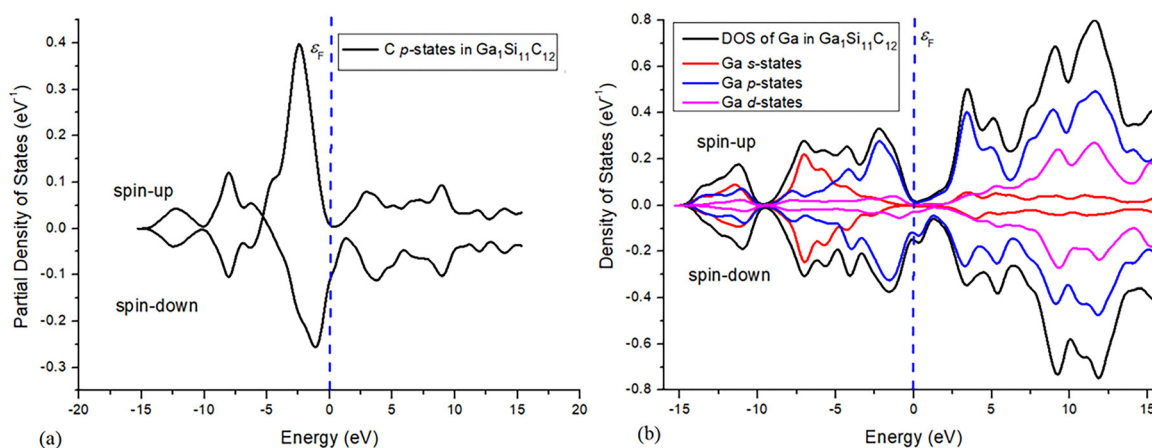 0.4
0.3
0.2
0.1
0.0
-0.1
-0.2
-0.3
Partial Density of States (eV⁻¹)
εF
C p-states in Ga₁Si₁₁C₁₂
spin-up
spin-down
-20 -15 -10 -5 0 5 10 15 20
(a)
Energy (eV)
0.8
0.6
0.4
0.2
0.0
-0.2
-0.4
-0.6
-0.8
Density of States (eV⁻¹)
DOS of Ga in Ga₁Si₁₁C₁₂
Ga s-states
Ga p-states
Ga d-states
εF
spin-up
spin-down
-15 -10 -5 0 5 10 15
(b)
Energy (eV)